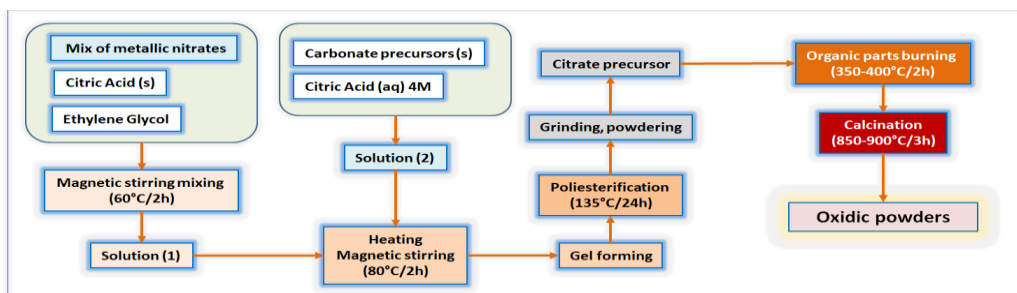 Mix of metallic nitrates
Citric Acid (s)
Ethylene Glycol
Magnetic stirring mixing
(60°C/2h)
Solution (1)
Carbonate precursors (s)
Citric Acid (aq) 4M
Solution (2)
Heating
Magnetic stirring
(80°C/2h)
Gel forming
Poliesterification
(135°C/24h)
Grinding, powdering
Citrate precursor
Organic parts burning
(350-400°C/2h)
Calcination
(850-900°C/3h)
Oxidic powders